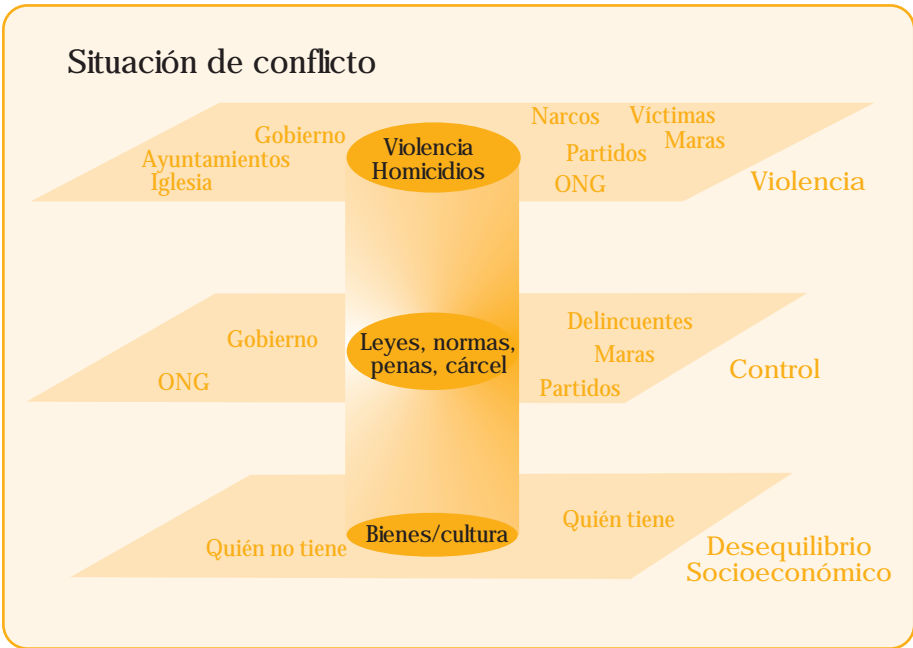 Situación de conflicto
Gobierno
Ayuntamientos
Iglesia
Violencia
Homicidios
Narcos
Víctimas
Maras
Partidos
ONG
Violencia
Gobierno
ONG
Leyes, normas,
penas, cárcel
Delincuentes
Maras
Partidos
Control
Quién no tiene
Bienes/cultura
Quién tiene
Desequilibrio
Socioeconómico